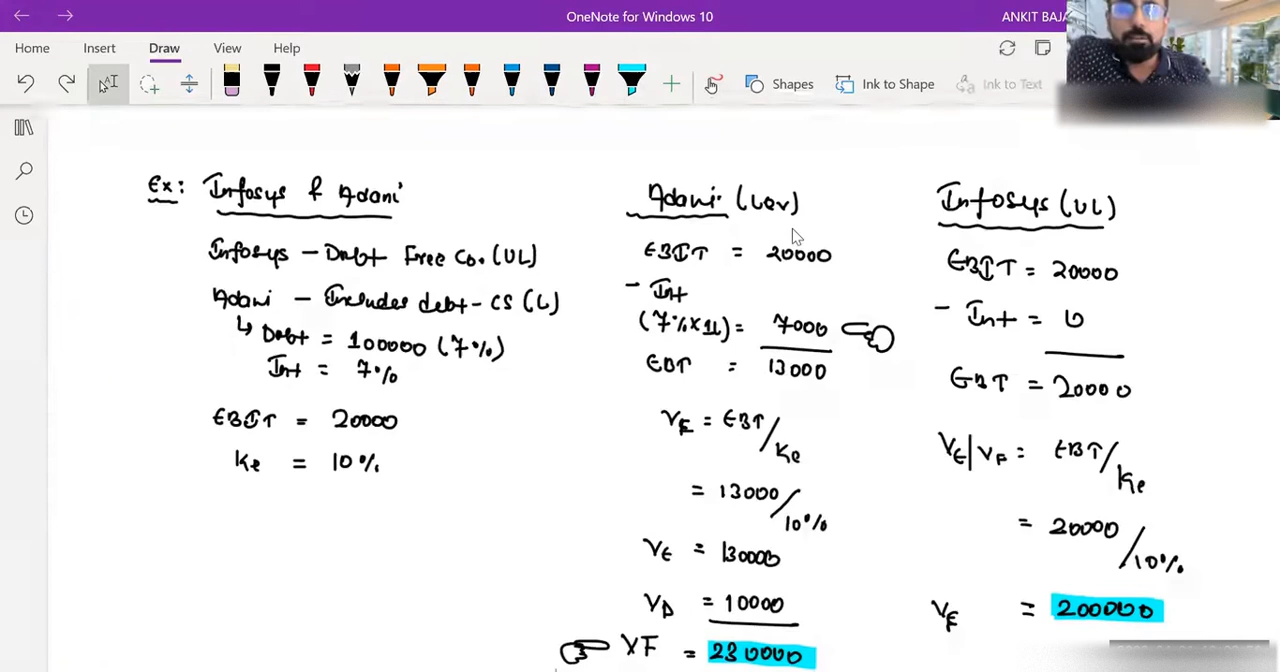 OneNote for Windows 10
ANKIT BAJA
Home Insert Draw View Help
Shapes Ink to Shape Ink to Text
Ex: Infosys & Adani
Infosys – Debt Free Co. (UL)
Adani – Includes debt - CS (L)
↳ Debt = 100000 (7%)
Int = 7%
EBIT = 20000
Ke = 10%
Adani (Lev)
EBIT = 20000
- Int
(7% x 1L) = 7000
EBT = 13000
VE = EBT/Ke
= 13000/10%
VE = 130000
VD = 10000
VF = 230000
Infosys (UL)
EBIT = 20000
- Int = 0
EBT = 20000
VE|VF = EBT/Ke
= 20000/10%
VF = 200000